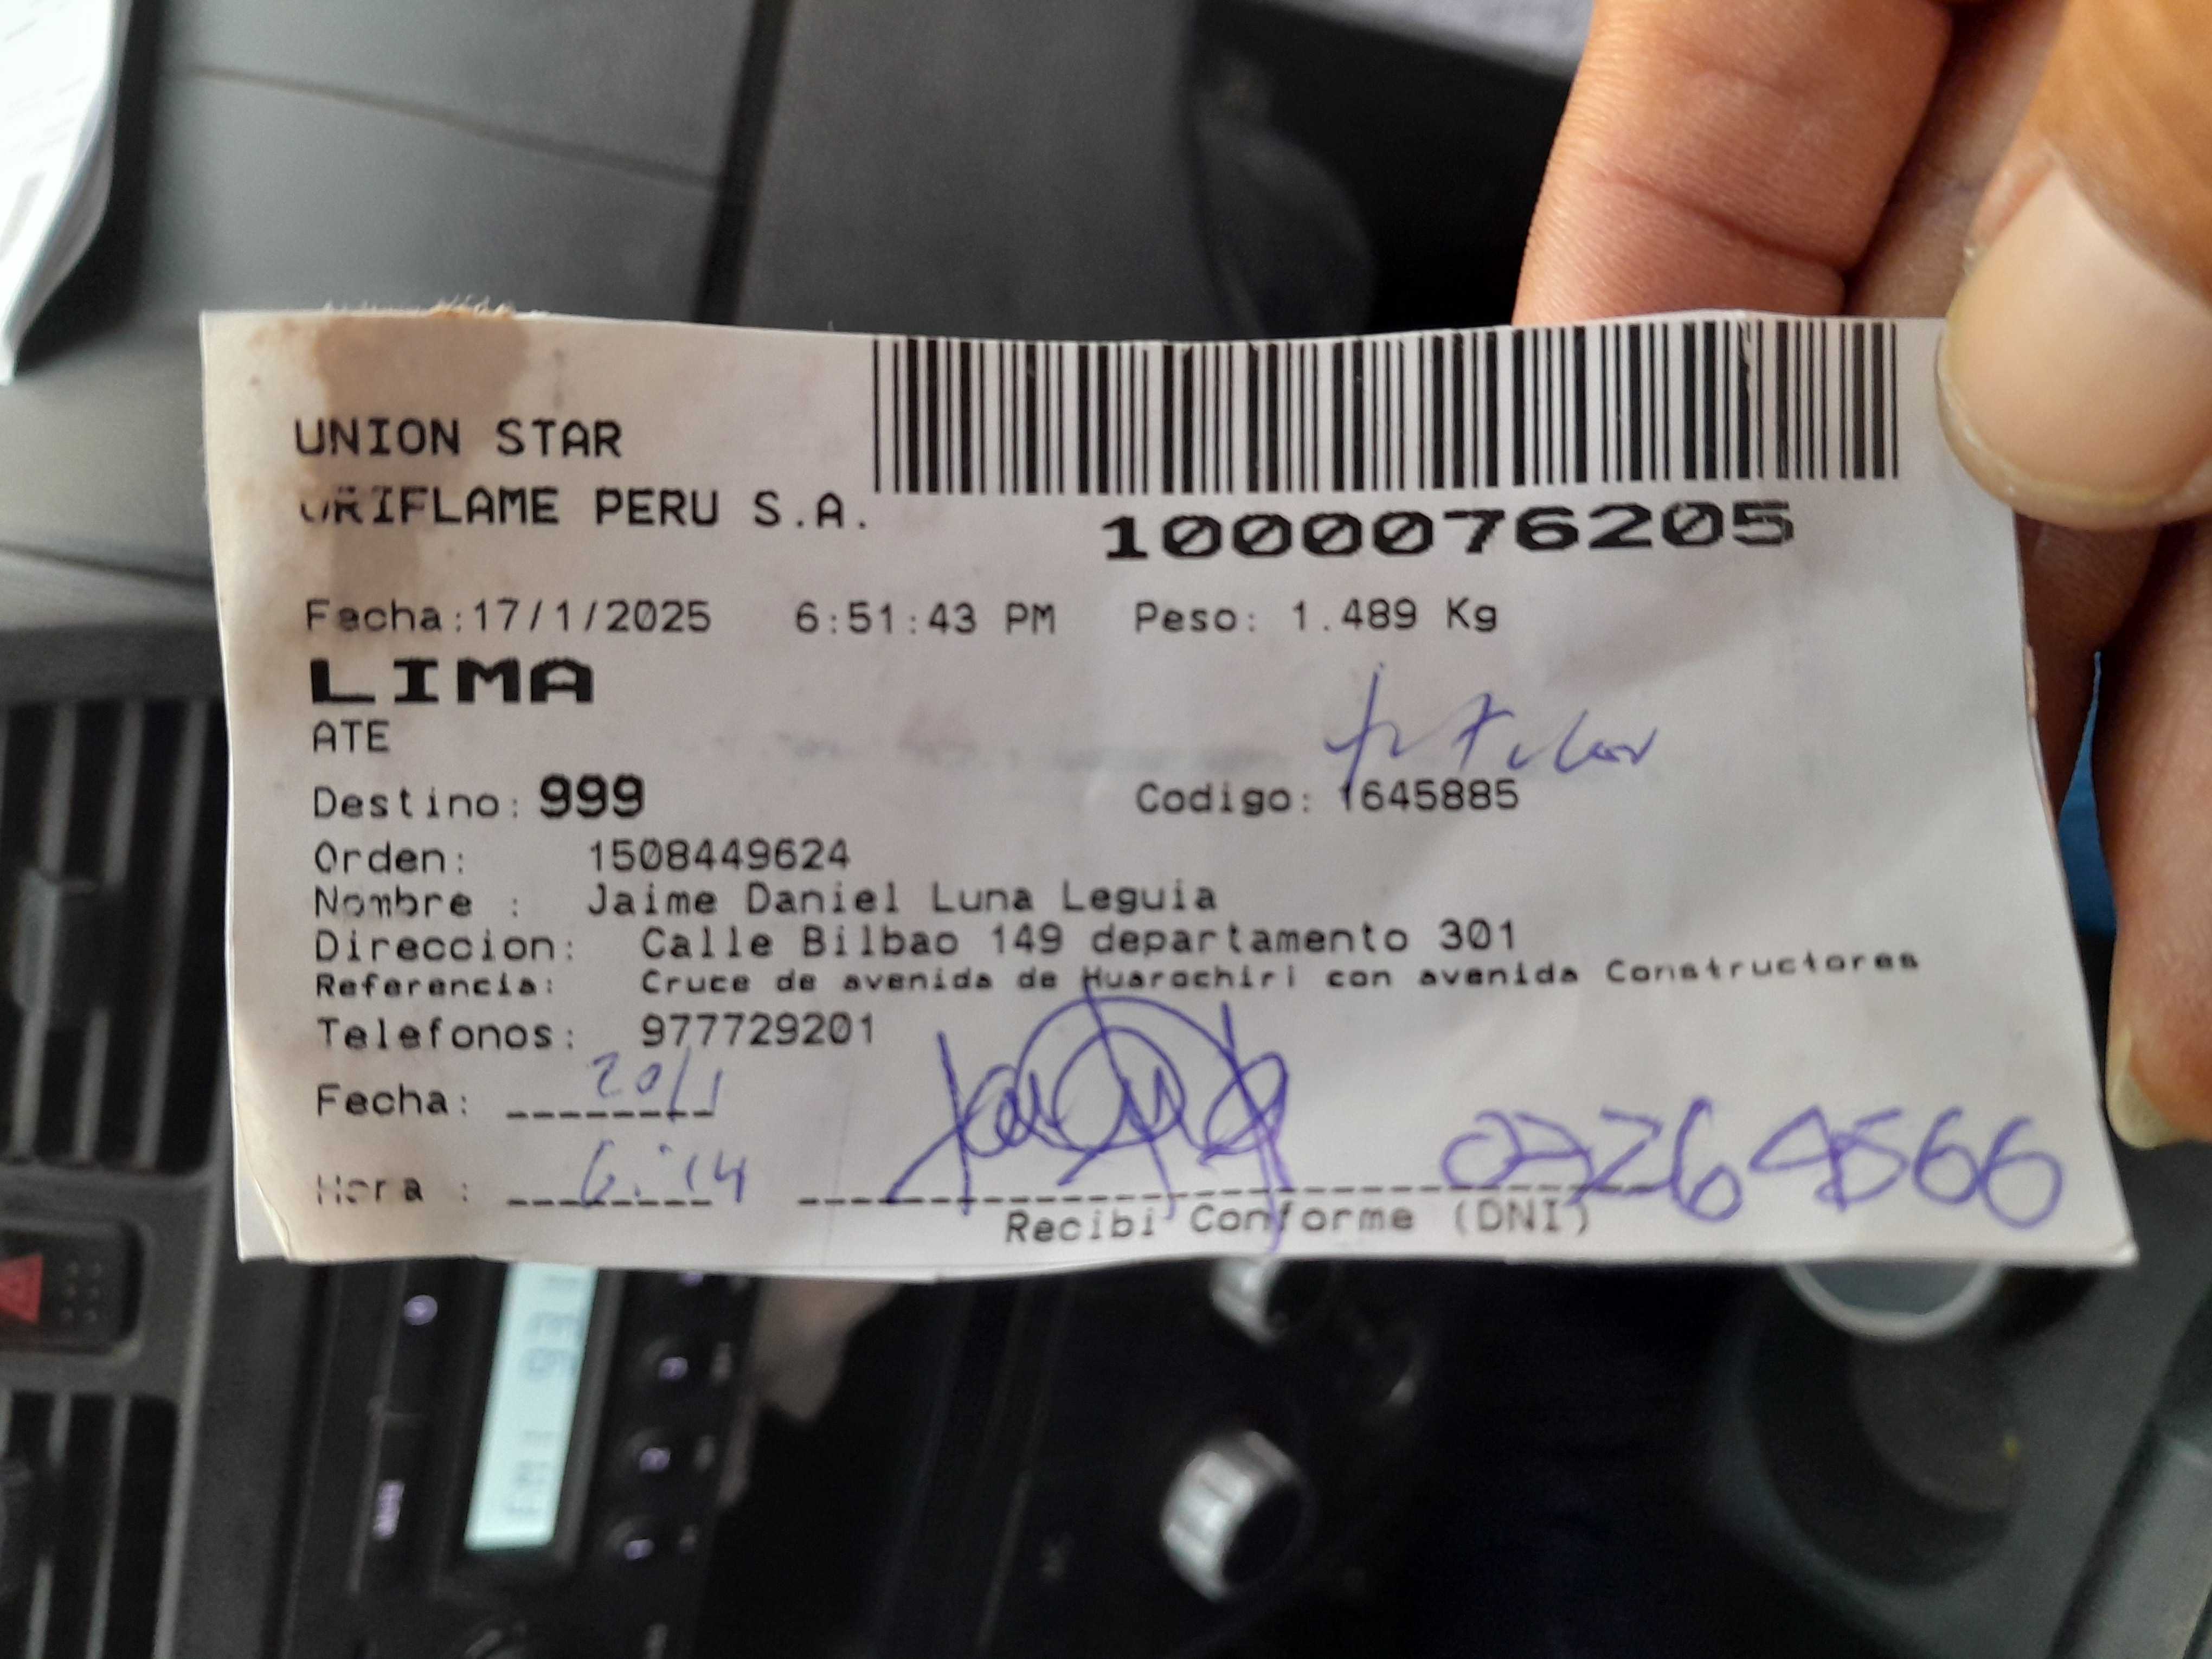 UNION STAR
ORIFLAME PERU S.A.
1000076205
Fecha:17/1/2025 6:51:43 PM Peso: 1.489 Kg
LIMA
ATE
Destino: 999 Codigo: 1645885
Orden: 1508449624
Nombre : Jaime Daniel Luna Leguia
Direccion: Calle Bilbao 149 departamento 301
Referencia: Cruce de avenida de Huarochiri con avenida Constructores
Telefonos: 977729201
Fecha: 20/1
Hora : 6:14
Recibi Conforme (DNI)